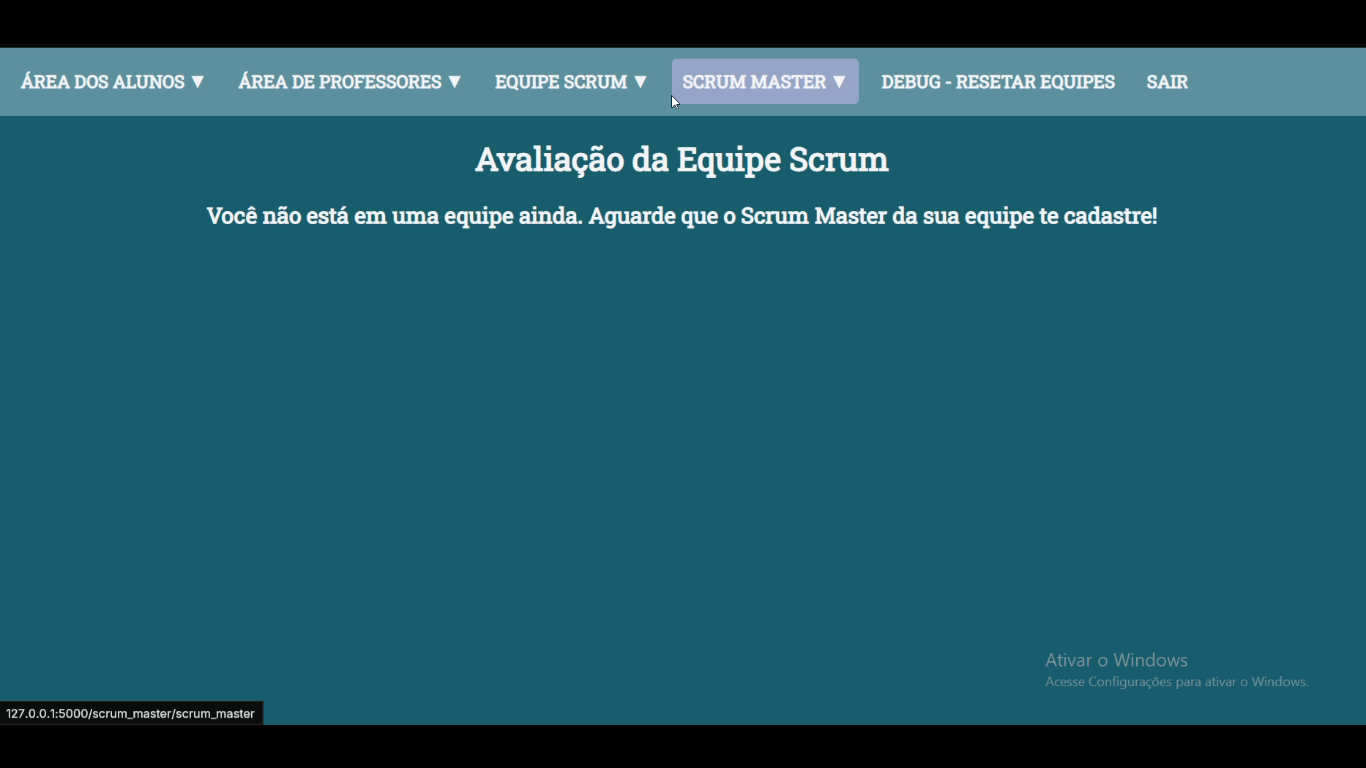 ÁREA DOS ALUNOS ▼ ÁREA DE PROFESSORES ▼ EQUIPE SCRUM ▼ SCRUM MASTER ▼ DEBUG - RESETAR EQUIPES SAIR
Avaliação da Equipe Scrum
Você não está em uma equipe ainda. Aguarde que o Scrum Master da sua equipe te cadastre!
Ativar o Windows
Acesse Configurações para ativar o Windows.
127.0.0.1:5000/scrum_master/scrum_master